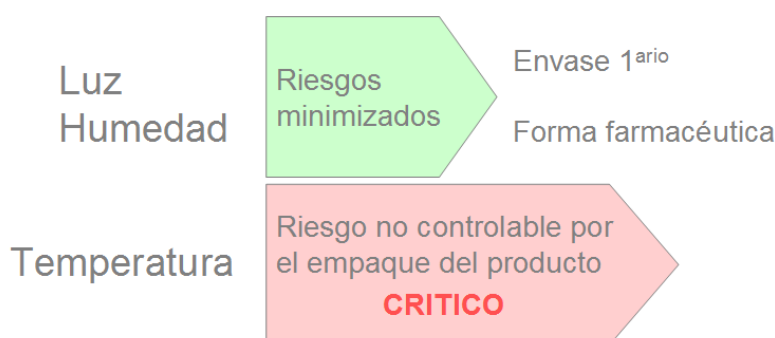 Luz
Humedad
Riesgos
minimizados
Envase 1ario
Forma farmacéutica
Temperatura
Riesgo no controlable por
el empaque del producto
CRITICO